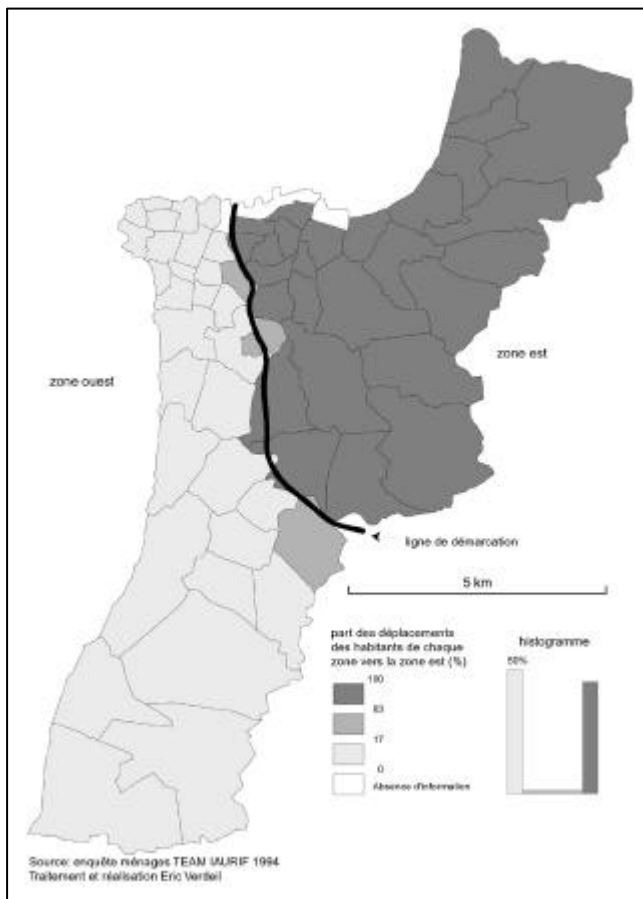 zone ouest
zone est
ligne de démarcation
5 km
part des déplacements
des habitants de chaque
zone vers la zone est (%)
100
83
17
0
Absence d'information
histogramme
50%
Source: enquête ménages TEAM IAURIF 1994
Traitement et réalisation Eric Verdeil